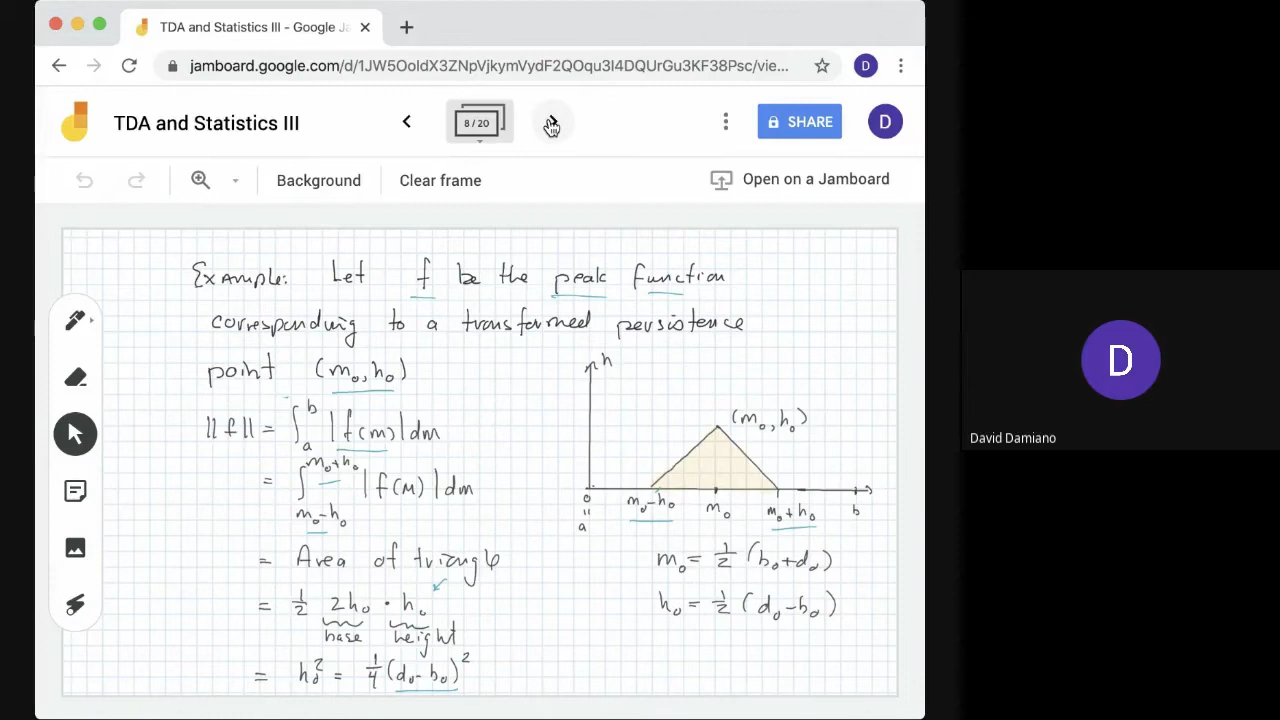 TDA and Statistics III - Google Ja
jamboard.google.com/d/1JW5OoldX3ZNpVjkymVydF2QOqu3I4DQUrGu3KF38Psc/vie...
D
TDA and Statistics III
8 / 20
SHARE
D
Background
Clear frame
Open on a Jamboard
Example: Let f be the peak function
corresponding to a transformed persistence
point (m₀, h₀)
||f|| = ∫ₐᵇ |f(m)| dm
= ∫_{m₀-h₀}^{m₀+h₀} |f(m)| dm
= Area of triangle
= 1/2 2h₀ · h₀
base height
= h₀² = 1/4 (d₀-b₀)²
h
(m₀, h₀)
0 m₀-h₀ m₀ m₀+h₀ b
=
a
m₀ = 1/2 (b₀+d₀)
h₀ = 1/2 (d₀-b₀)
D
David Damiano